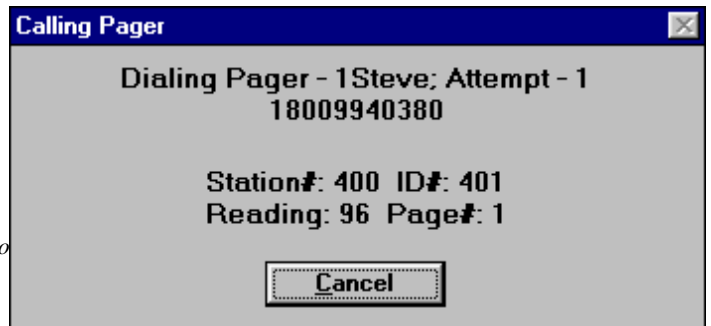 Calling Pager
Dialing Pager - 1Steve; Attempt - 1
18009940380
Station#: 400 ID#: 401
Reading: 96 Page#: 1
o
Cancel